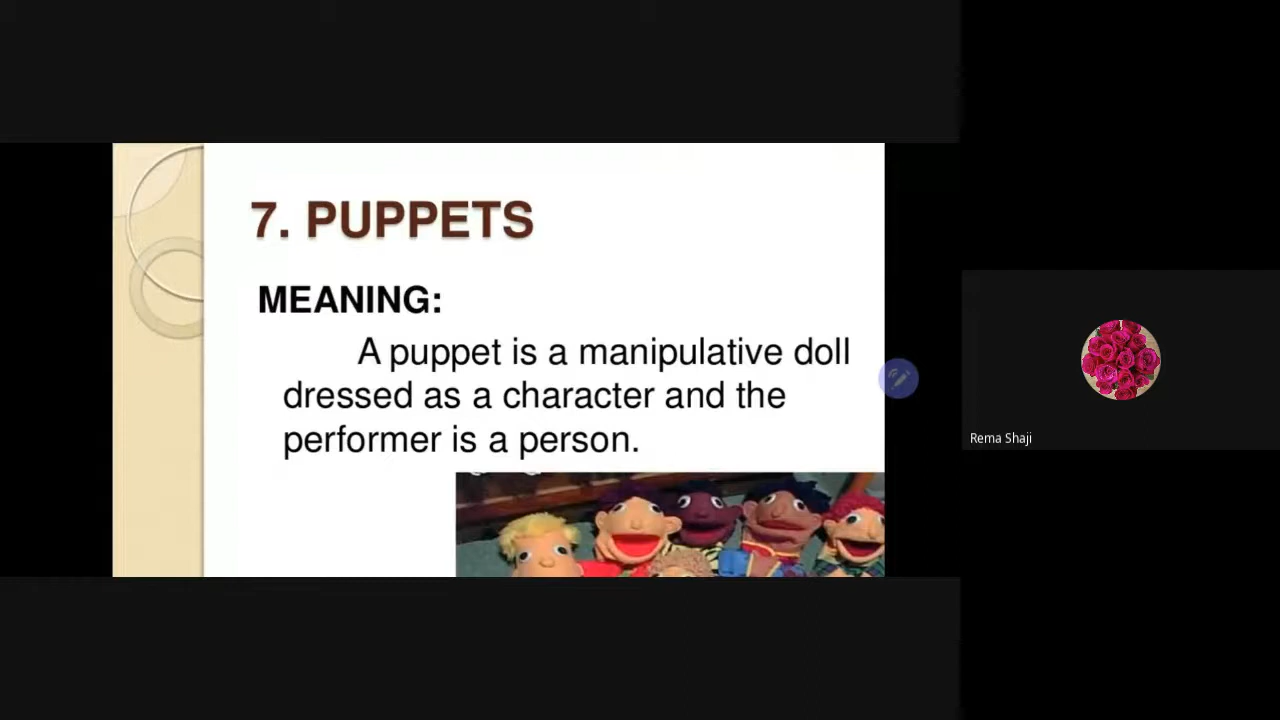 7. PUPPETS
MEANING:
A puppet is a manipulative doll
dressed as a character and the
performer is a person.
Rema Shaji